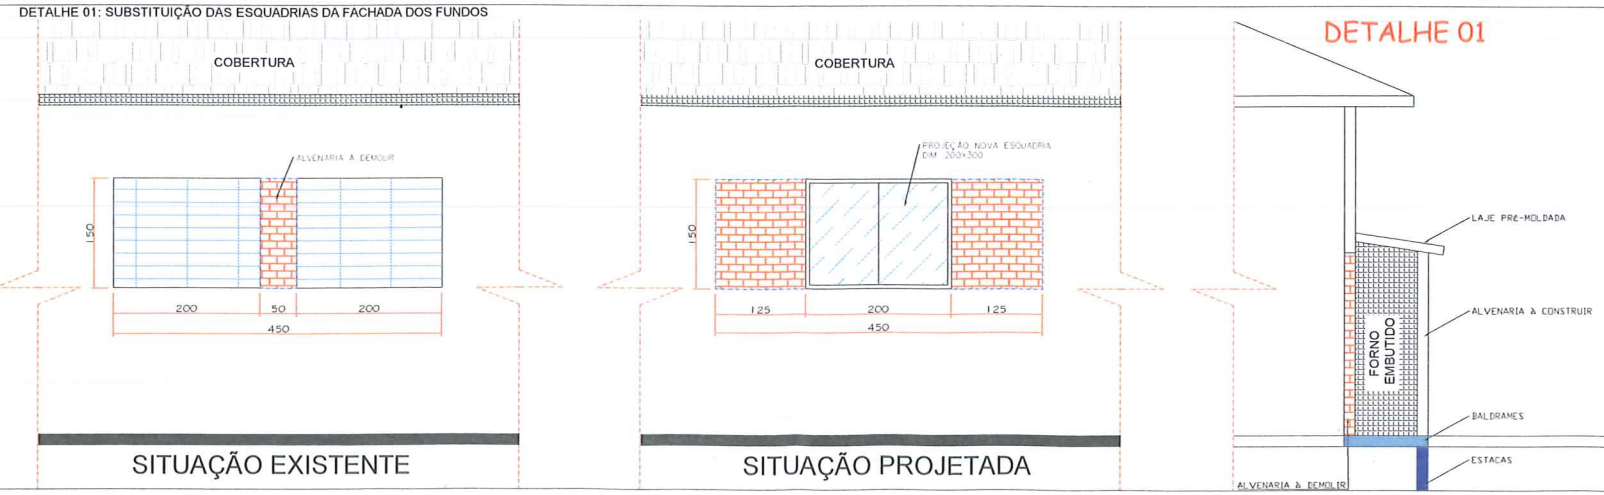 DETALHE 01: SUBSTITUIÇÃO DAS ESQUADRIAS DA FACHADA DOS FUNDOS
COBERTURA
ALVENARIA A DEMOLIR
150
200 50 200
450
SITUAÇÃO EXISTENTE
COBERTURA
PROJEÇÃO NOVA ESQUADRIA
DIM 200x300
150
125 200 125
450
SITUAÇÃO PROJETADA
DETALHE 01
LAJE PRÉ-MOLDADA
ALVENARIA A CONSTRUIR
FORNO
EMBUTIDO
BALDRAMES
ESTACAS
ALVENARIA A DEMOLIR